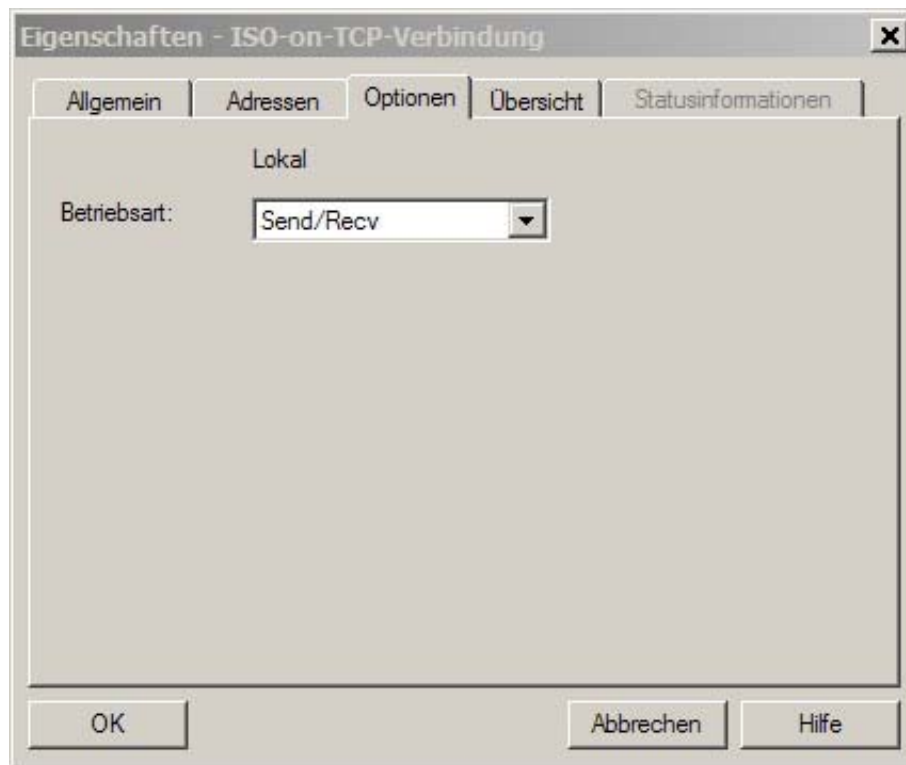 Eigenschaften - ISO-on-TCP-Verbindung
Allgemein Adressen Optionen Übersicht Statusinformationen
Lokal
Betriebsart: Send/Recv
OK Abbrechen Hilfe